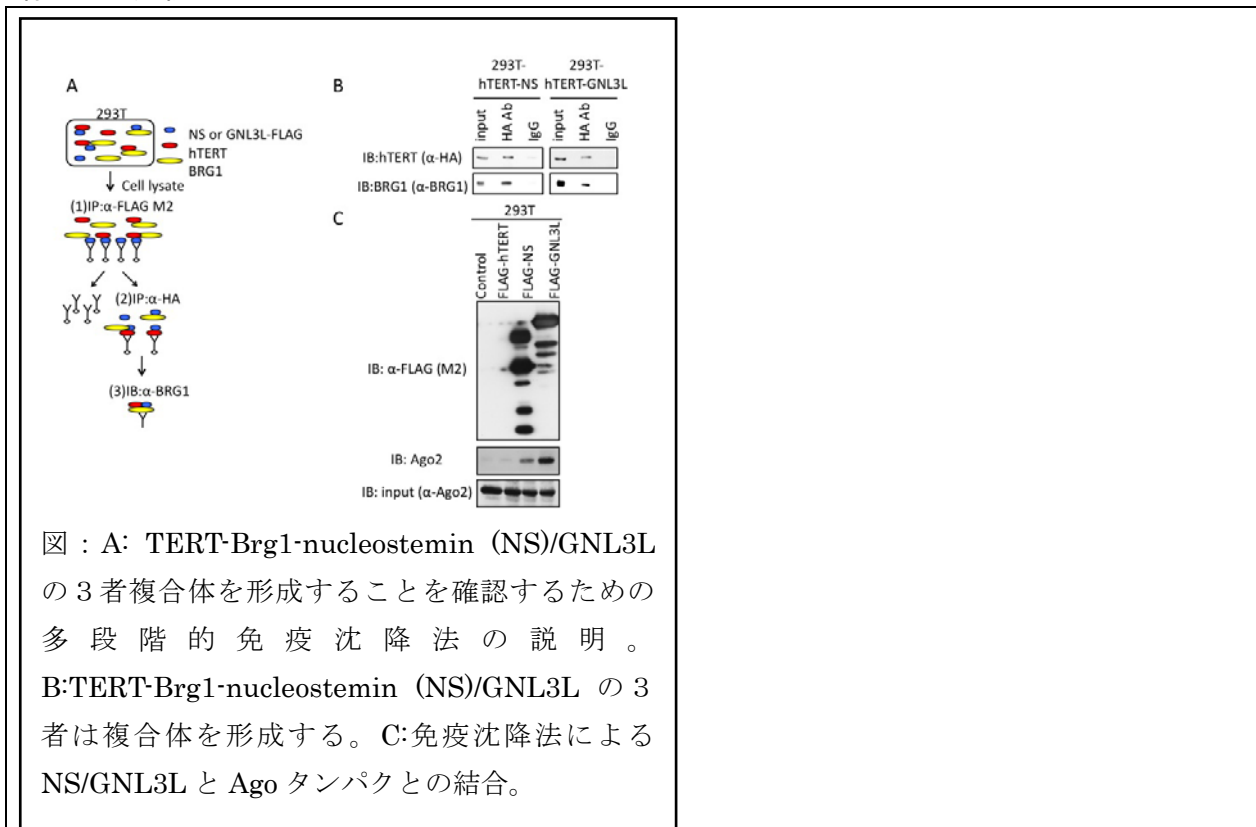 A
293T
NS or GNL3L-FLAG
hTERT
BRG1
Cell lysate
(1)IP:α-FLAG M2
(2)IP:α-HA
(3)IB:α-BRG1
B
293T-
hTERT-NS
293T-
hTERT-GNL3L
input
HA Ab
IgG
input
HA Ab
IgG
IB:hTERT (α-HA)
IB:BRG1 (α-BRG1)
C
293T
Control
FLAG-hTERT
FLAG-NS
FLAG-GNL3L
IB: α-FLAG (M2)
IB: Ago2
IB: input (α-Ago2)
図：A: TERT-Brg1-nucleostemin (NS)/GNL3L
の３者複合体を形成することを確認するための
多段階的免疫沈降法の説明。
B:TERT-Brg1-nucleostemin (NS)/GNL3L の３
者は複合体を形成する。C:免疫沈降法による
NS/GNL3L と Ago タンパクとの結合。